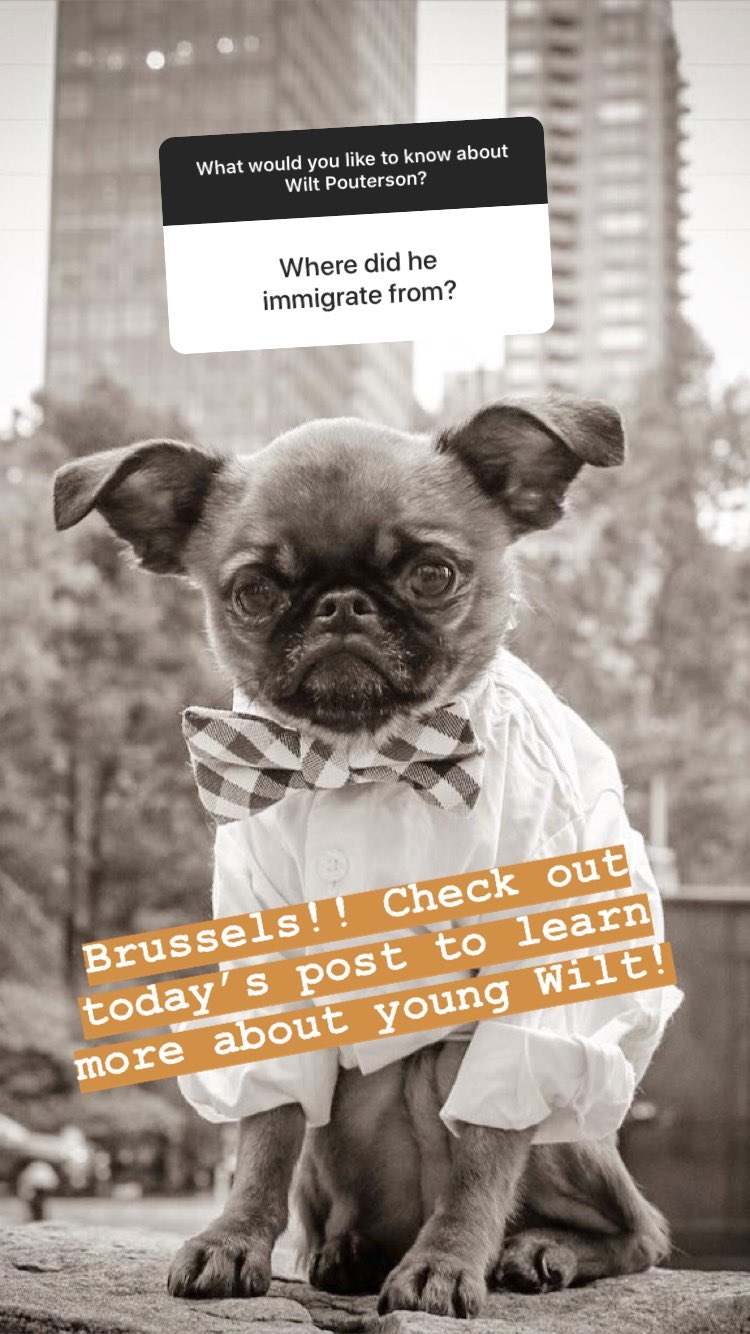 What would you like to know about
Wilt Pouterson?
Where did he
immigrate from?
Brussels!! Check out
today's post to learn
more about young Wilt!